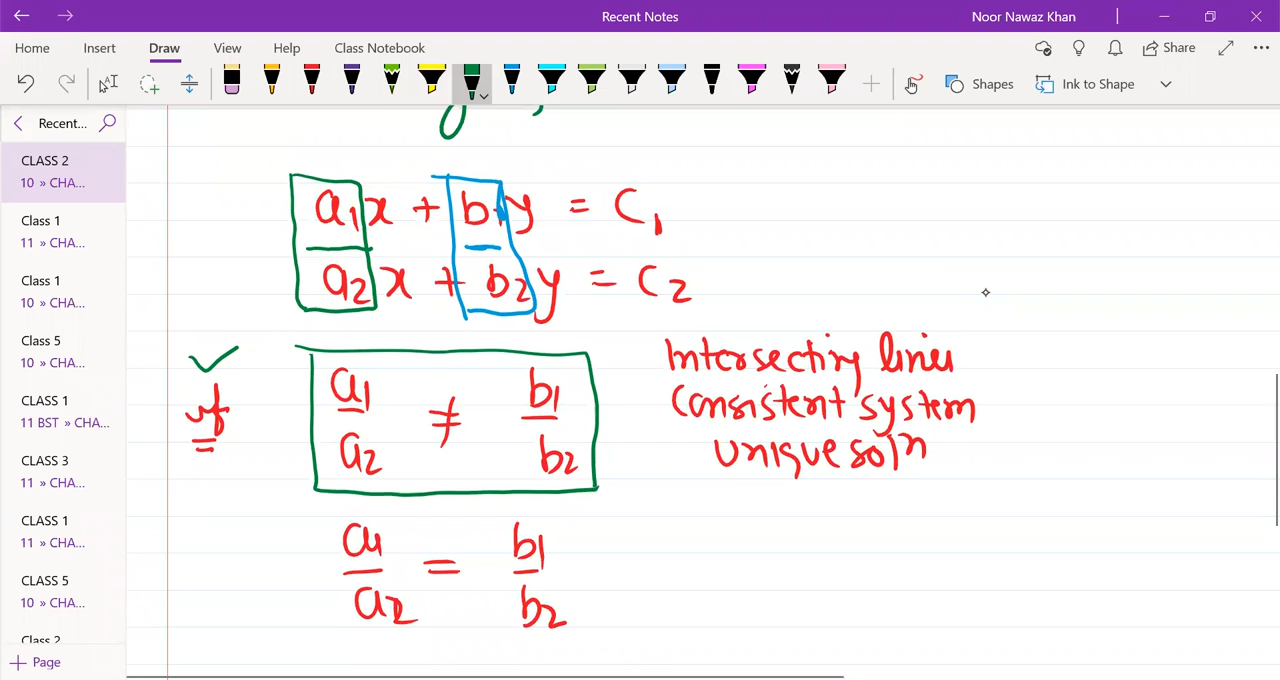 Recent Notes
Noor Nawaz Khan
Home Insert Draw View Help Class Notebook
Share
Shapes
Ink to Shape
Recent...
CLASS 2
10 » CHA...
Class 1
11 » CHA...
Class 1
10 » CHA...
Class 5
10 » CHA...
CLASS 1
11 BST » CHA...
CLASS 3
11 » CHA...
CLASS 1
11 » CHA...
CLASS 5
10 » CHA...
Class 2
Page
a1x + b1y = C1
a2x + b2y = C2
if
a1/a2 ≠ b1/b2
Intersecting lines
Consistent system
unique soln
a1/a2 = b1/b2